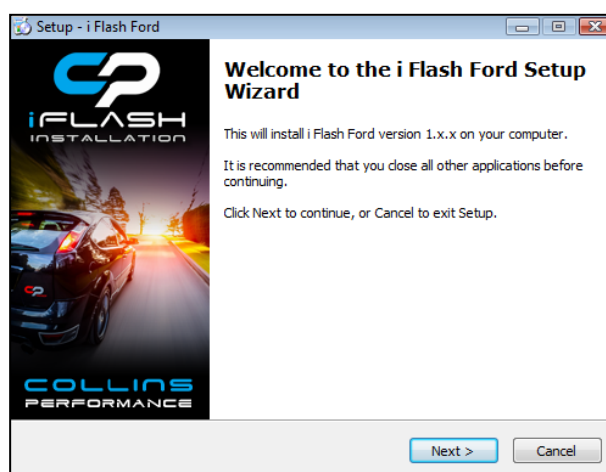 Setup - i Flash Ford
CP
iFLASH
INSTALLATION
Welcome to the i Flash Ford Setup
Wizard
This will install i Flash Ford version 1.x.x on your computer.
It is recommended that you close all other applications before
continuing.
Click Next to continue, or Cancel to exit Setup.
CP
COLLINS
PERFORMANCE
Next >
Cancel